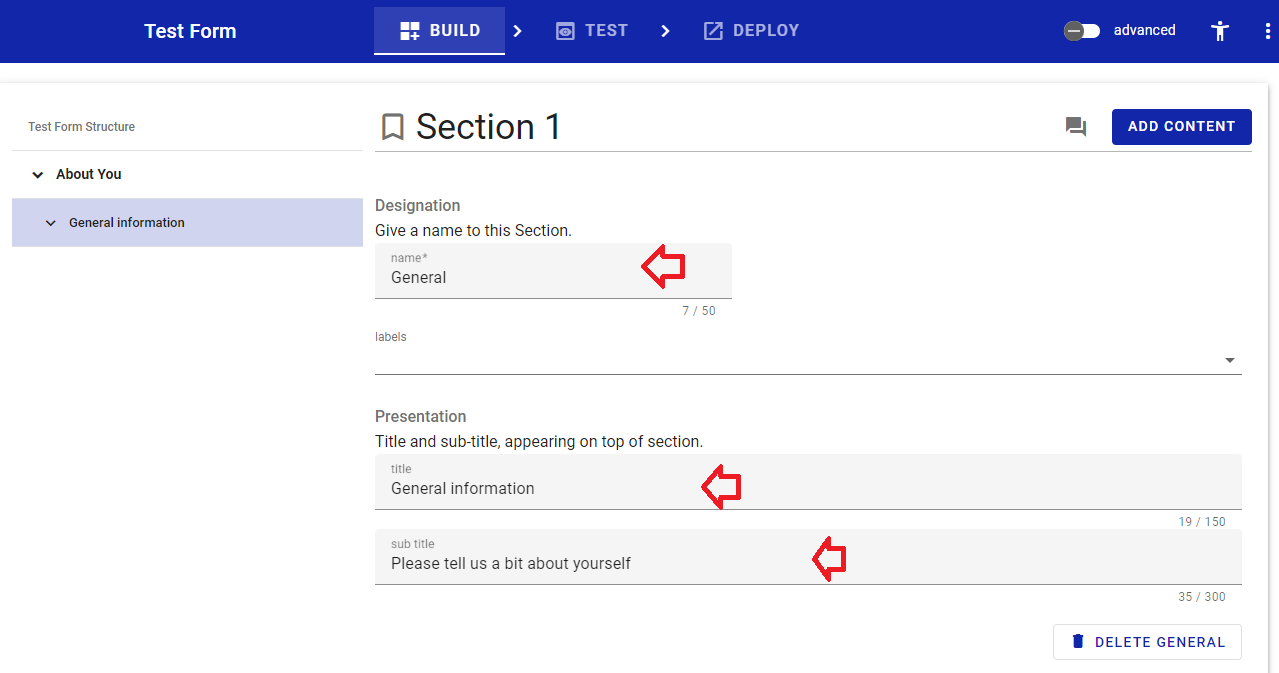 Test Form
BUILD
TEST
DEPLOY
advanced
Test Form Structure
About You
General information
Section 1
ADD CONTENT
Designation
Give a name to this Section.
name*
General
7 / 50
labels
Presentation
Title and sub-title, appearing on top of section.
title
General information
19 / 150
sub title
Please tell us a bit about yourself
35 / 300
DELETE GENERAL